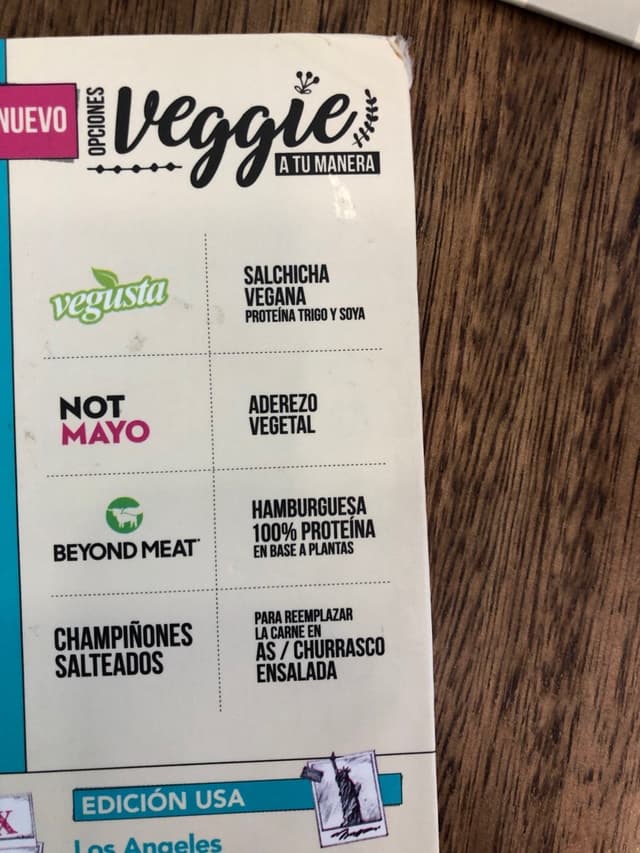 NUEVO
OPCIONES
Veggie
A TU MANERA
vegusta
SALCHICHA
VEGANA
PROTEÍNA TRIGO Y SOYA
NOT
MAYO
ADEREZO
VEGETAL
BEYOND MEAT
HAMBURGUESA
100% PROTEÍNA
EN BASE A PLANTAS
CHAMPIÑONES
SALTEADOS
PARA REEMPLAZAR
LA CARNE EN
AS / CHURRASCO
ENSALADA
EDICIÓN USA
X
Los Angeles